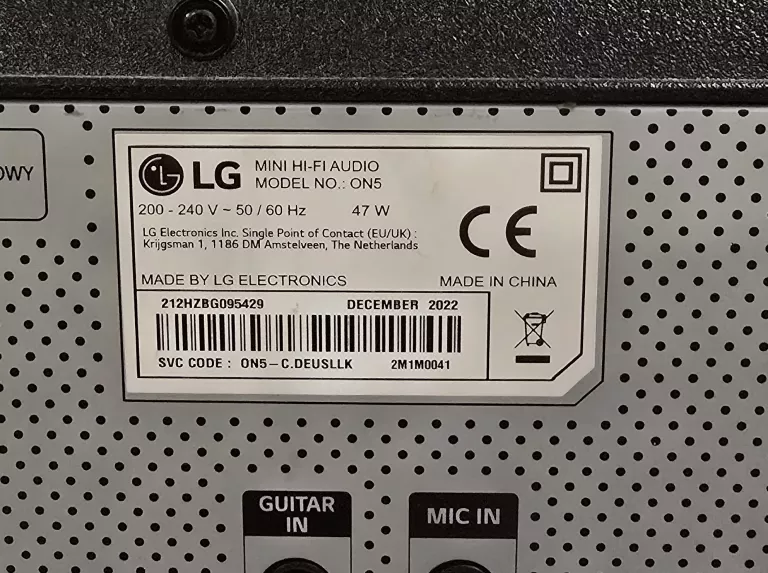 OWY
LG MINI HI-FI AUDIO
MODEL NO.: ON5
200 - 240 V ~ 50 / 60 Hz 47 W
LG Electronics Inc. Single Point of Contact (EU/UK) :
Krijgsman 1, 1186 DM Amstelveen, The Netherlands
CE
MADE BY LG ELECTRONICS MADE IN CHINA
212HZBG095429 DECEMBER 2022
SVC CODE : ON5-C.DEUSLLK 2M1M0041
GUITAR
IN
MIC IN